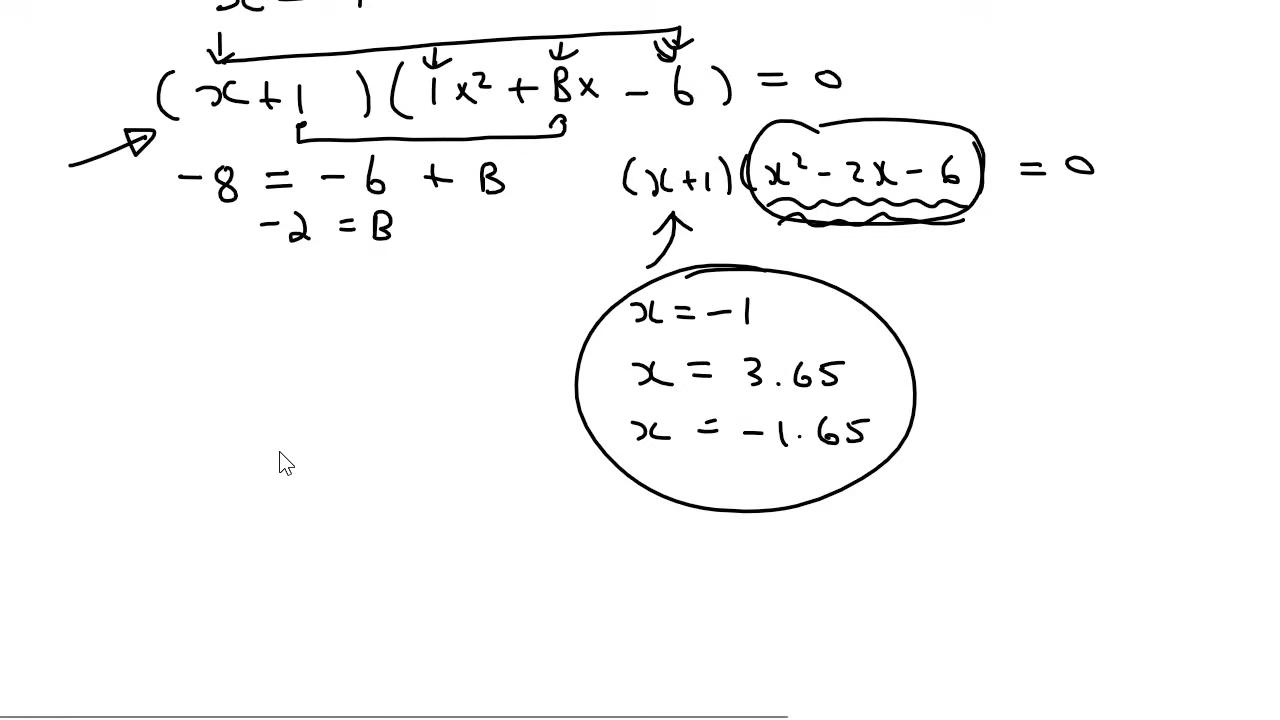 (x+1 )(1x² + Bx - 6) = 0
-8 = -6 + B
(x+1)(x² - 2x - 6) = 0
-2 = B
x = -1
x = 3.65
x = -1.65